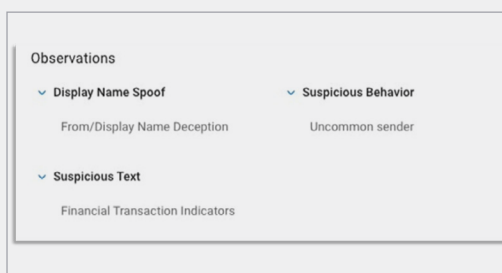 Observations
Display Name Spoof
From/Display Name Deception
Suspicious Behavior
Uncommon sender
Suspicious Text
Financial Transaction Indicators